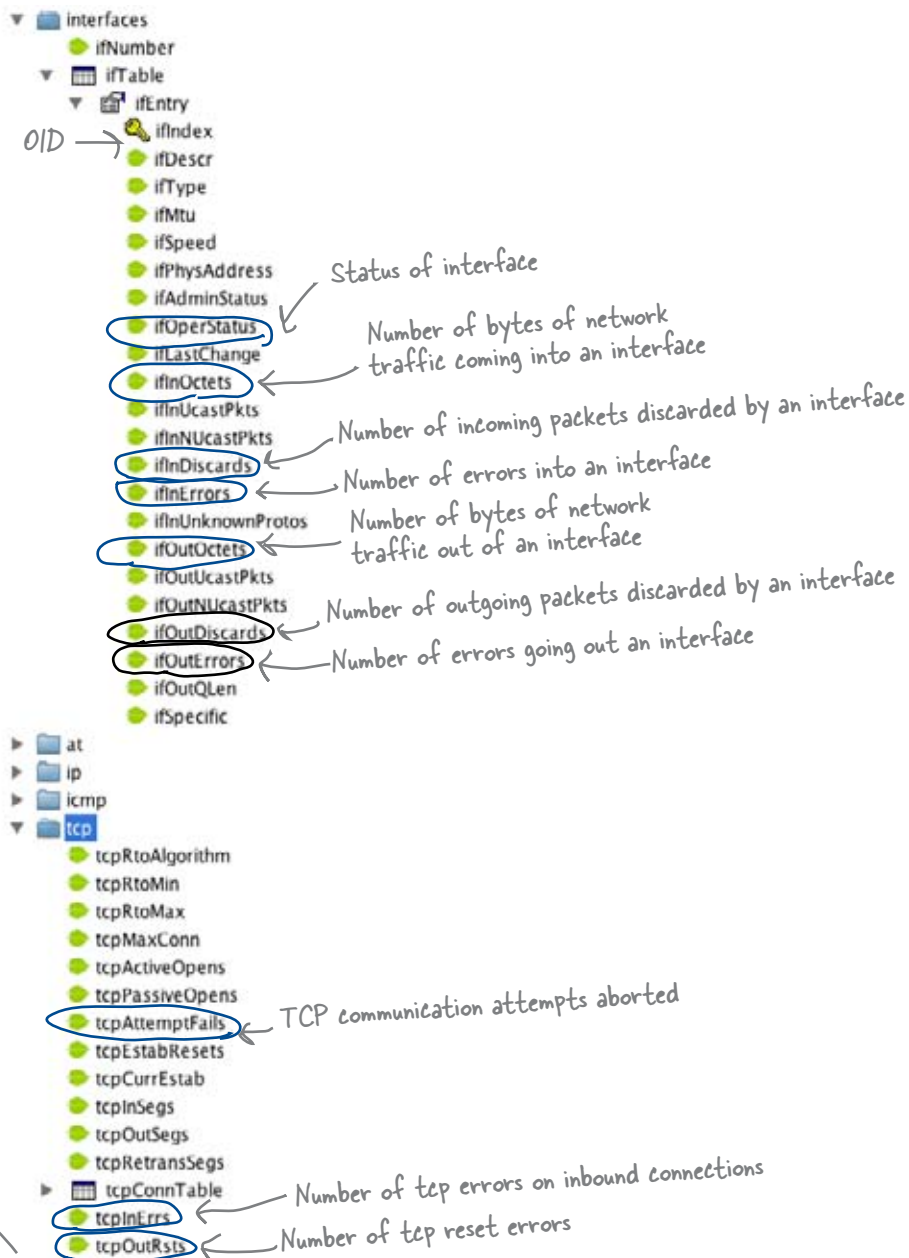 interfaces
ifNumber
ifTable
ifEntry
ifIndex
OID
ifDescr
ifType
ifMtu
ifSpeed
ifPhysAddress
Status of interface
ifAdminStatus
ifOperStatus
Number of bytes of network
traffic coming into an interface
ifLastChange
ifInOctets
ifInUcastPkts
Number of incoming packets discarded by an interface
ifInNUcastPkts
ifInDiscards
Number of errors into an interface
ifInErrors
ifInUnknownProtos
Number of bytes of network
traffic out of an interface
ifOutOctets
ifOutUcastPkts
Number of outgoing packets discarded by an interface
ifOutNUcastPkts
ifOutDiscards
Number of errors going out an interface
ifOutErrors
ifOutQLen
ifSpecific
at
ip
icmp
tcp
tcpRtoAlgorithm
tcpRtoMin
tcpRtoMax
tcpMaxConn
tcpActiveOpens
tcpPassiveOpens
TCP communication attempts aborted
tcpAttemptFails
tcpEstabResets
tcpCurrEstab
tcpInSegs
tcpOutSegs
tcpRetransSegs
tcpConnTable
Number of tcp errors on inbound connections
tcpInErrs
Number of tcp reset errors
tcpOutRsts